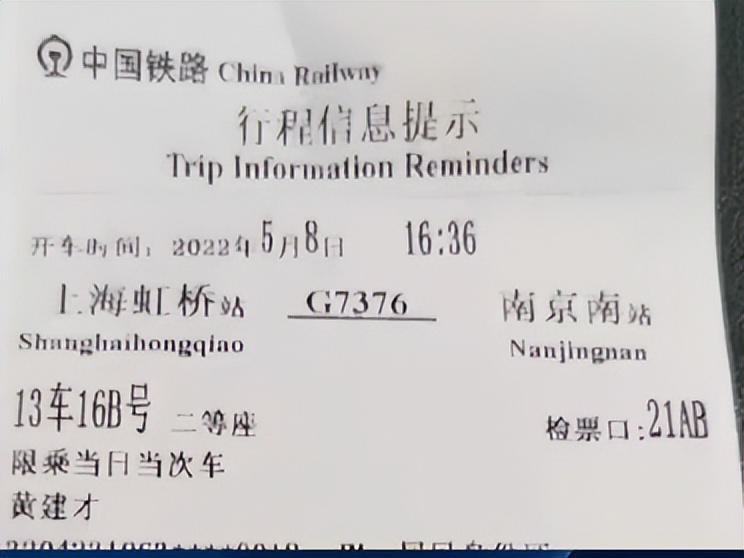 中国铁路 China Railway
行程信息提示
Trip Information Reminders
开车时间：2022年5月8日 16:36
上海虹桥站 G7376 南京南站
Shanghaihongqiao Nanjingnan
13车16B号 二等座 检票口:21AB
限乘当日当次车
黄建才